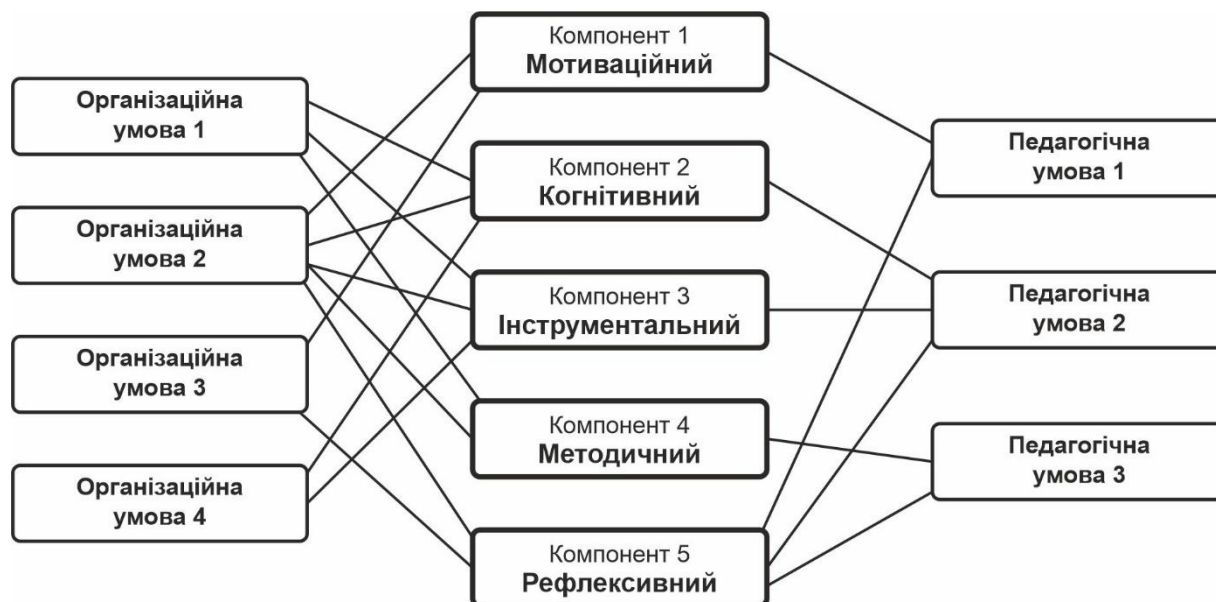 Організаційна
умова 1
Організаційна
умова 2
Організаційна
умова 3
Організаційна
умова 4
Компонент 1
Мотиваційний
Компонент 2
Когнітивний
Компонент 3
Інструментальний
Компонент 4
Методичний
Компонент 5
Рефлексивний
Педагогічна
умова 1
Педагогічна
умова 2
Педагогічна
умова 3